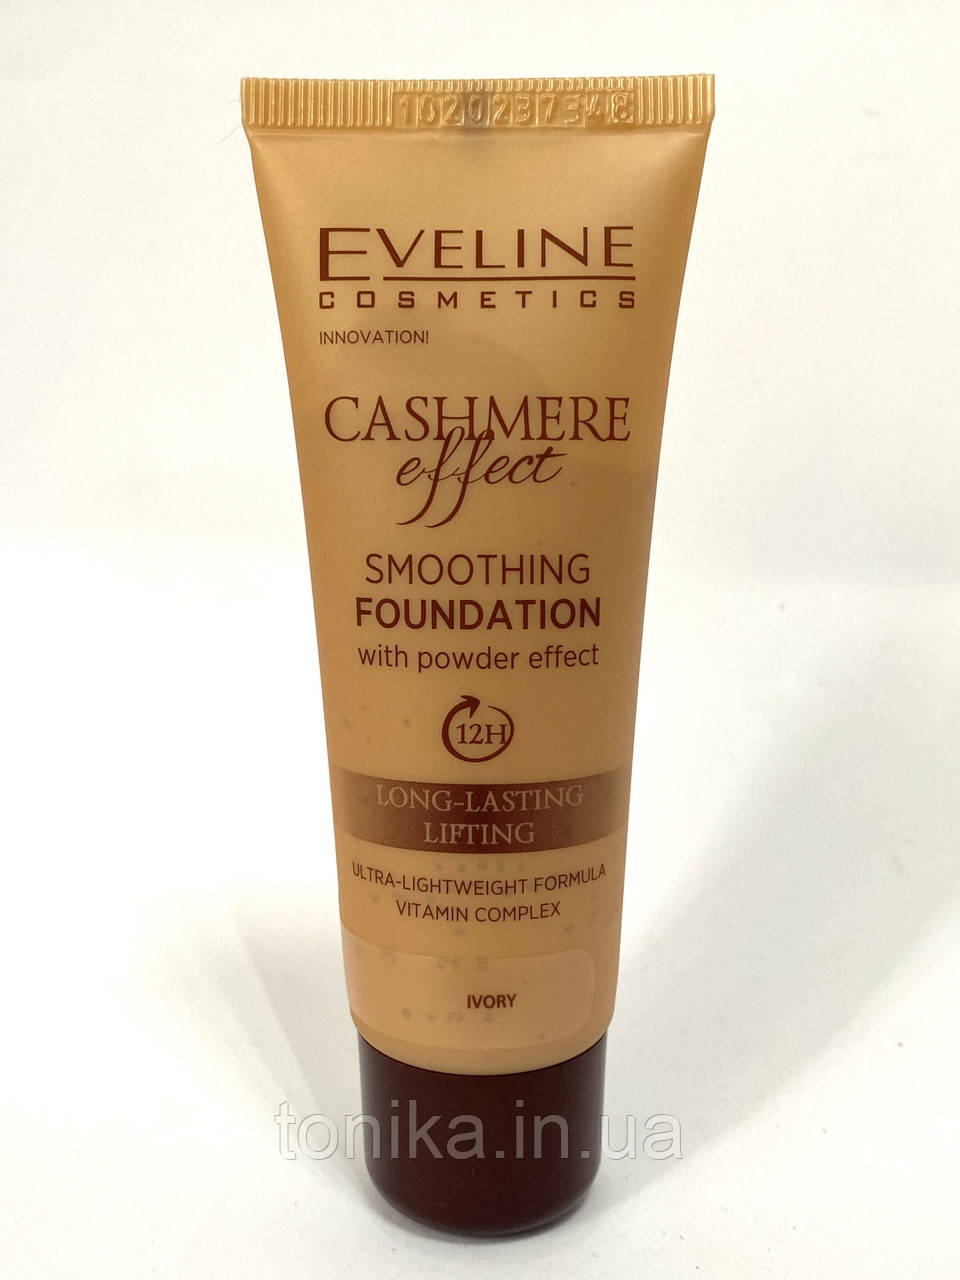 1020237348
EVELINE
COSMETICS
INNOVATION!
CASHMERE
effect
SMOOTHING
FOUNDATION
with powder effect
12H
LONG-LASTING
LIFTING
ULTRA-LIGHTWEIGHT FORMULA
VITAMIN COMPLEX
IVORY
tonika.in.ua